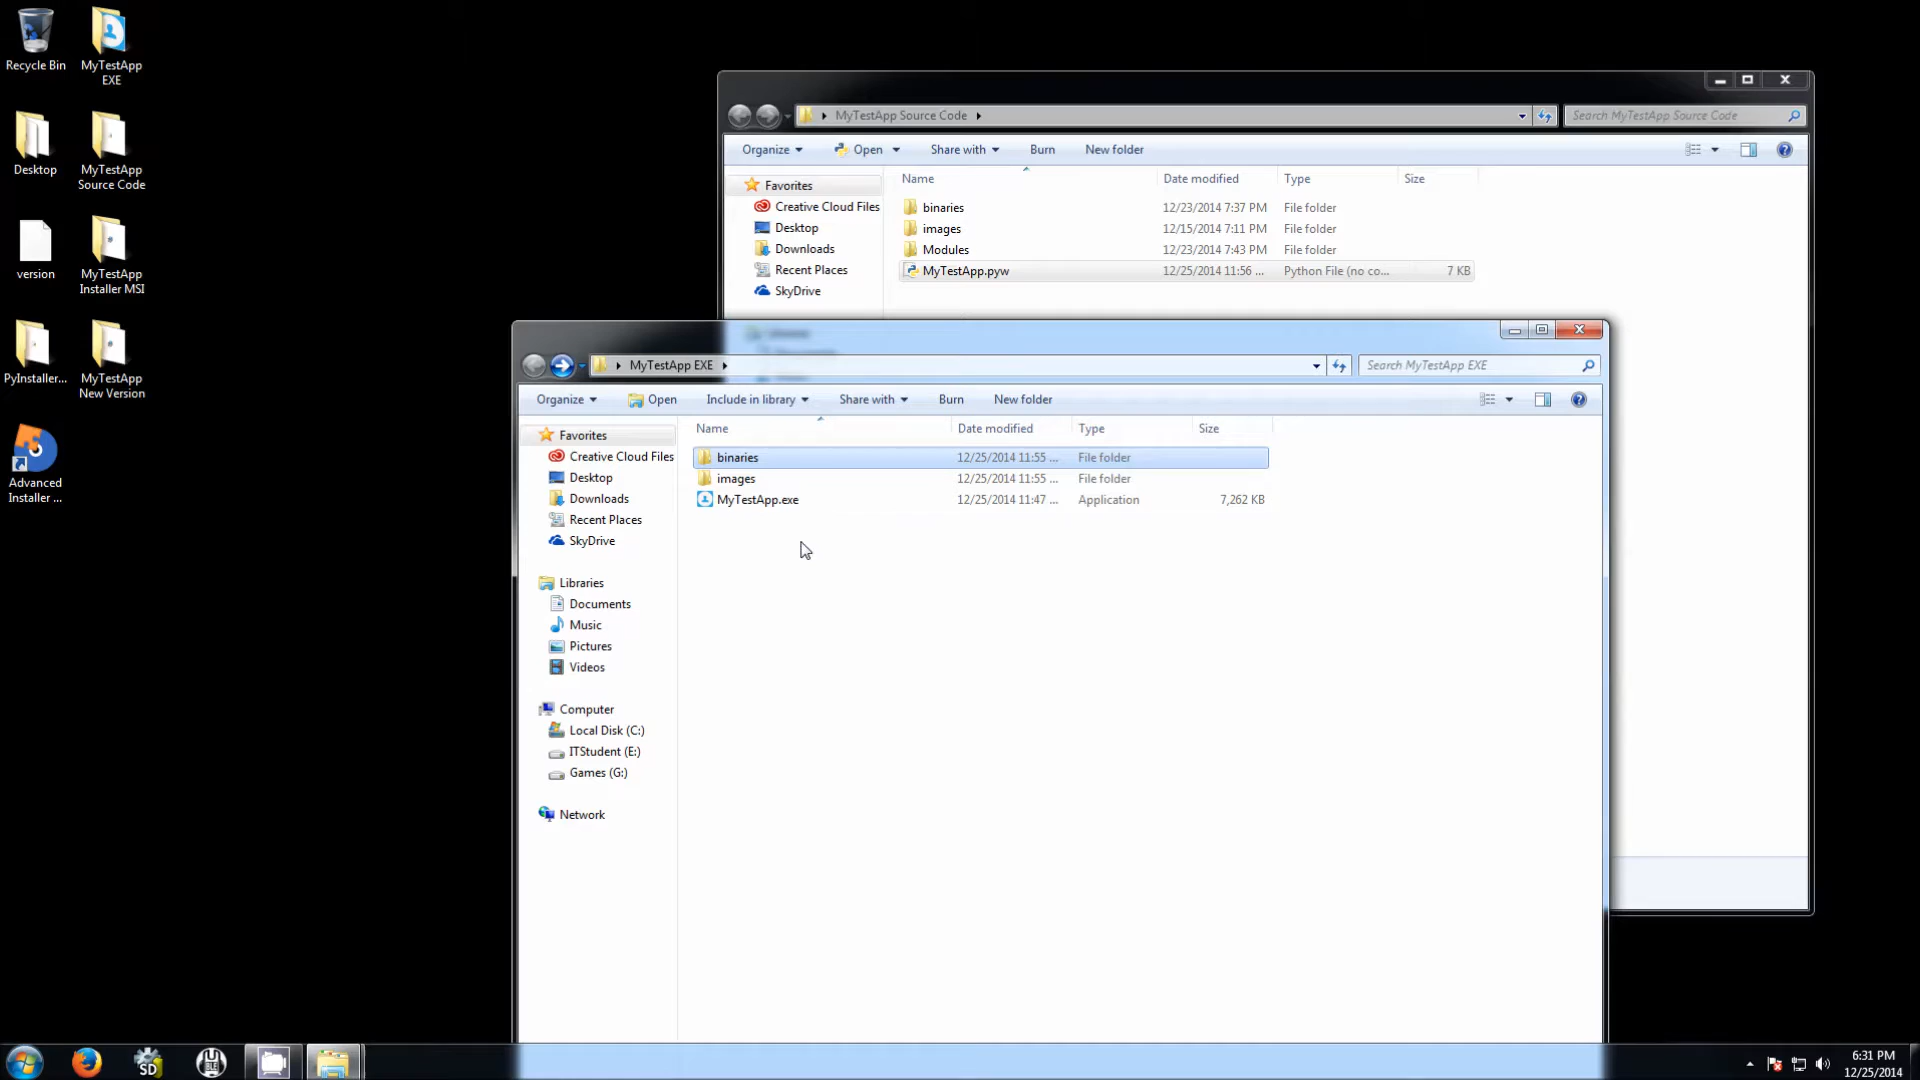 Recycle Bin
MyTestApp
EXE
Desktop
MyTestApp
Source Code
version
MyTestApp
Installer MSI
PyInstaller...
MyTestApp
New Version
Advanced
Installer ...
MyTestApp Source Code
Search MyTestApp Source Code
Organize
Open
Share with
Burn
New folder
Favorites
Creative Cloud Files
Desktop
Downloads
Recent Places
SkyDrive
Name Date modified Type Size
binaries 12/23/2014 7:37 PM File folder
images 12/15/2014 7:11 PM File folder
Modules 12/23/2014 7:43 PM File folder
MyTestApp.pyw 12/25/2014 11:56 ... Python File (no co... 7 KB
MyTestApp EXE
Search MyTestApp EXE
Organize
Open
Include in library
Share with
Burn
New folder
Favorites
Creative Cloud Files
Desktop
Downloads
Recent Places
SkyDrive
Libraries
Documents
Music
Pictures
Videos
Computer
Local Disk (C:)
ITStudent (E:)
Games (G:)
Network
Name Date modified Type Size
binaries 12/25/2014 11:55 ... File folder
images 12/25/2014 11:55 ... File folder
MyTestApp.exe 12/25/2014 11:47 ... Application 7,262 KB
SD
6:31 PM
12/25/2014